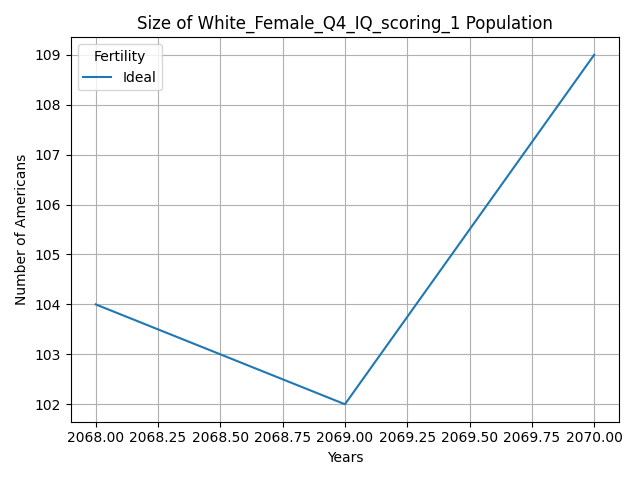 Size of White_Female_Q4_IQ_scoring_1 Population
Fertility
Ideal
Number of Americans
109
108
107
106
105
104
103
102
2068.00 2068.25 2068.50 2068.75 2069.00 2069.25 2069.50 2069.75 2070.00
Years